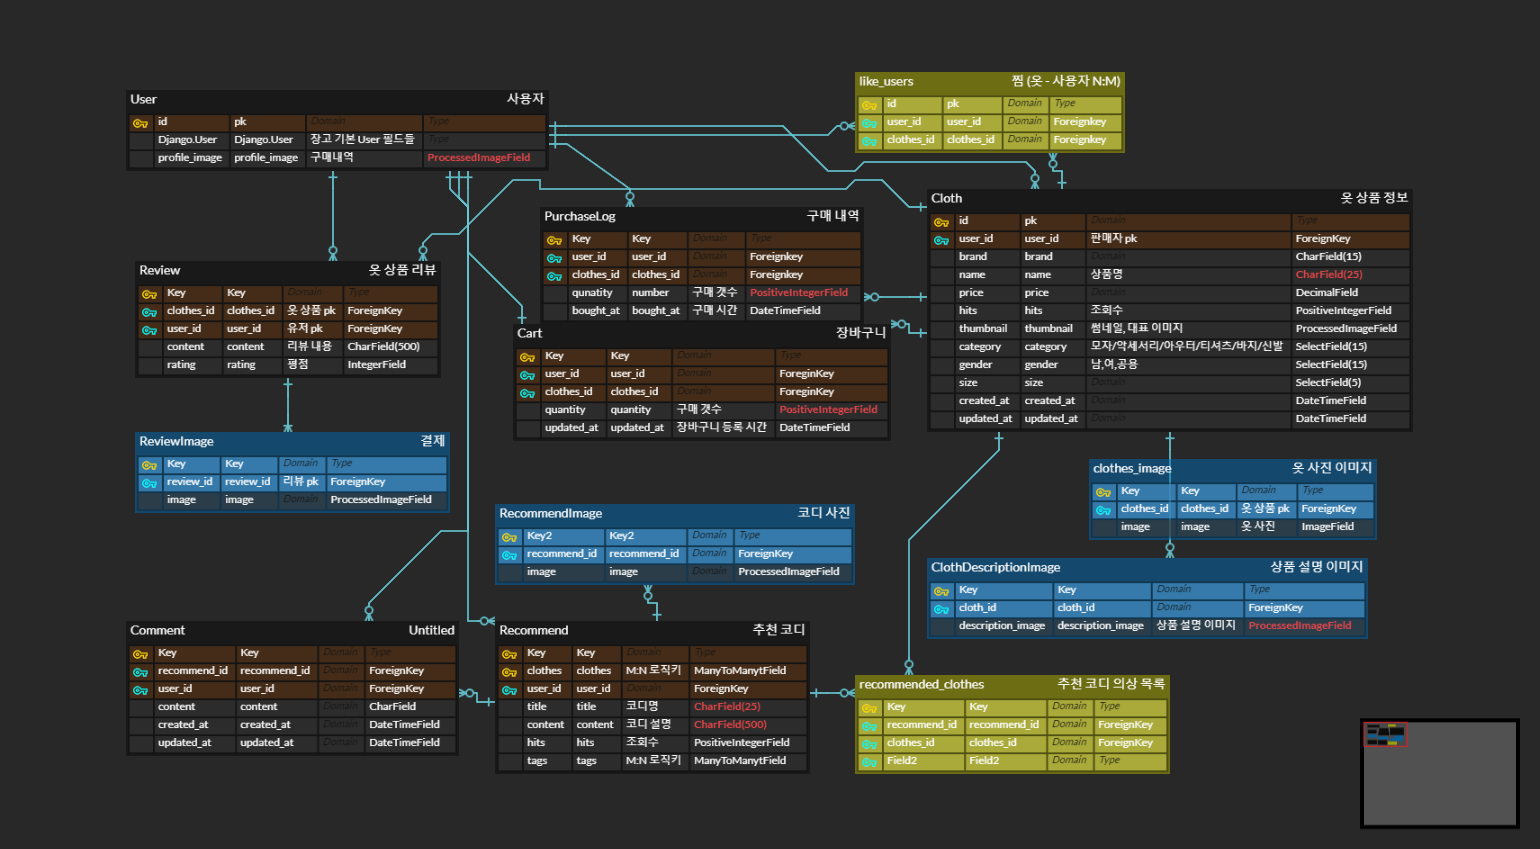 User 사용자
id pk Domain Type
Django.User Django.User 장고 기본 User 필드들 Type
profile_image profile_image 구매내역 ProcessedImageField
like_users 찜 (옷 - 사용자 N:M)
id pk Domain Type
user_id user_id Domain Foreignkey
clothes_id clothes_id Domain Foreignkey
Cloth 옷 상품 정보
id pk Domain Type
user_id user_id 판매자 pk ForeignKey
brand brand Domain CharField(15)
name name 상품명 CharField(25)
price price Domain DecimalField
hits hits 조회수 PositiveIntegerField
thumbnail thumbnail 썸네일, 대표 이미지 ProcessedImageField
category category 모자/악세서리/아우터/티셔츠/바지/신발 SelectField(15)
gender gender 남,여,공용 SelectField(15)
size size Domain SelectField(5)
created_at created_at Domain DateTimeField
updated_at updated_at Domain DateTimeField
PurchaseLog 구매 내역
Key Key Domain Type
user_id user_id Domain Foreignkey
clothes_id clothes_id Domain Foreignkey
qunatity number 구매 갯수 PositiveIntegerField
bought_at bought_at 구매 시간 DateTimeField
Review 옷 상품 리뷰
Key Key Domain Type
clothes_id clothes_id 옷 상품 pk ForeignKey
user_id user_id 유저 pk ForeignKey
content content 리뷰 내용 CharField(500)
rating rating 평점 IntegerField
Cart 장바구니
Key Key Domain Type
user_id user_id Domain ForeginKey
clothes_id clothes_id Domain ForeginKey
quantity quantity 구매 갯수 PositiveIntegerField
updated_at updated_at 장바구니 등록 시간 DateTimeField
ReviewImage 결제
Key Key Domain Type
review_id review_id 리뷰 pk ForeignKey
image image Domain ProcessedImageField
clothes_image 옷 사진 이미지
Key Key Domain Type
clothes_id clothes_id 옷 상품 pk ForeignKey
image image 옷 사진 ImageField
RecommendImage 코디 사진
Key2 Key2 Domain Type
recommend_id recommend_id Domain ForeignKey
image image Domain ProcessedImageField
ClothDescriptionImage 상품 설명 이미지
Key Key Domain Type
cloth_id cloth_id Domain ForeignKey
description_image description_image 상품 설명 이미지 ProcessedImageField
Comment Untitled
Key Key Domain Type
recommend_id recommend_id Domain ForeignKey
user_id user_id Domain ForeignKey
content content Domain CharField
created_at created_at Domain DateTimeField
updated_at updated_at Domain DateTimeField
Recommend 추천 코디
Key Key Domain Type
clothes clothes M:N 로직키 ManyToManytField
user_id user_id Domain ForeignKey
title title 코디명 CharField(25)
content content 코디 설명 CharField(500)
hits hits 조회수 PositiveIntegerField
tags tags M:N 로직키 ManyToManytField
recommended_clothes 추천 코디 의상 목록
Key Key Domain Type
recommend_id recommend_id Domain ForeignKey
clothes_id clothes_id Domain ForeignKey
Field2 Field2 Domain Type